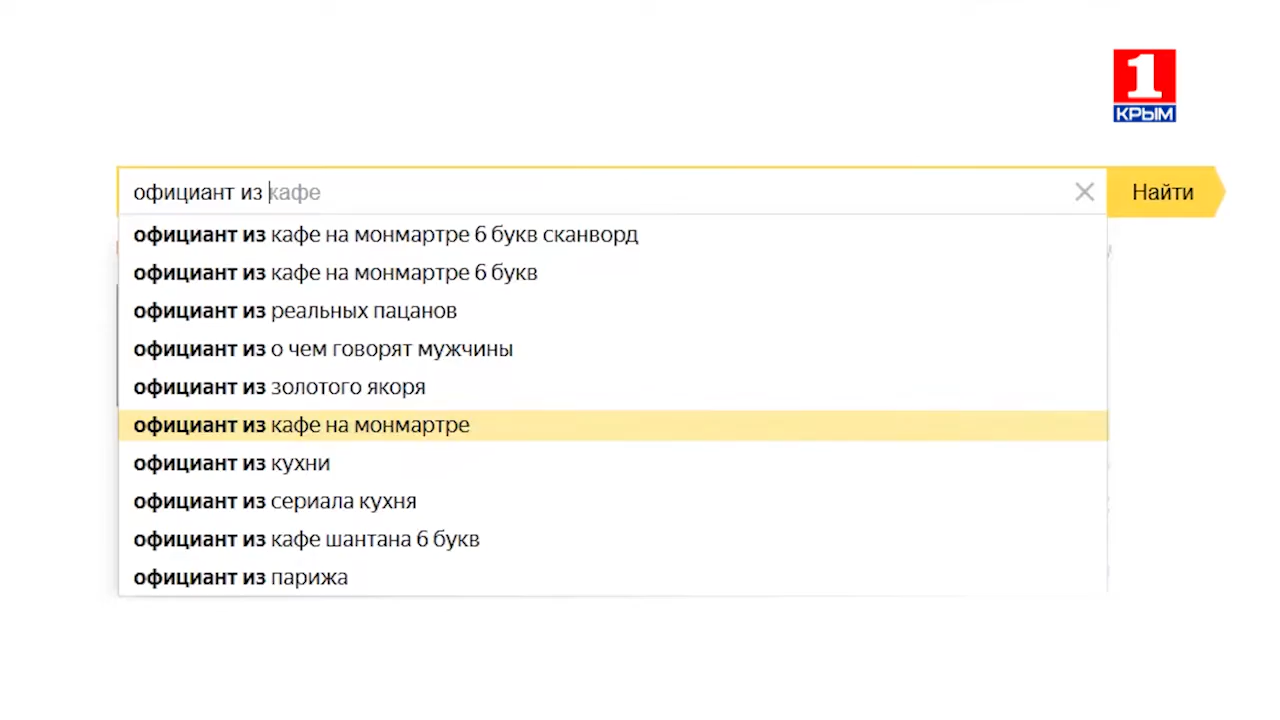 1
КРЫМ
официант из кафе
Найти
официант из кафе на монмартре 6 букв сканворд
официант из кафе на монмартре 6 букв
официант из реальных пацанов
официант из о чем говорят мужчины
официант из золотого якоря
официант из кафе на монмартре
официант из кухни
официант из сериала кухня
официант из кафе шантана 6 букв
официант из парижа